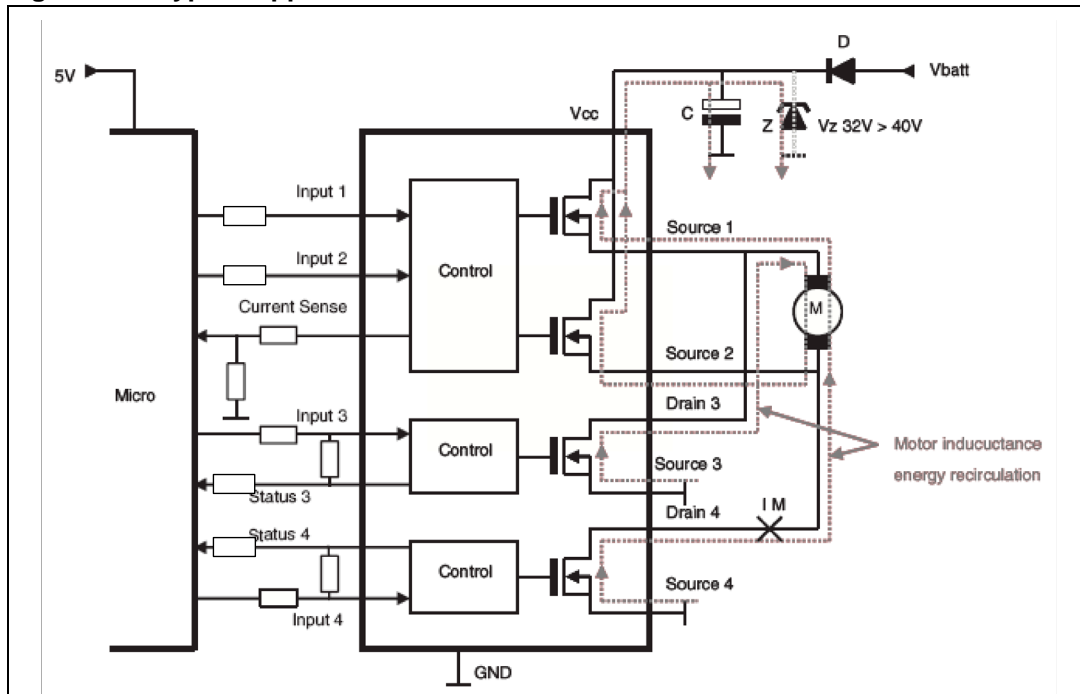 D
5V
Vbatt
Vcc
C
Z
Vz 32V > 40V
Input 1
Source 1
Input 2
Control
M
Current Sense
Source 2
Micro
Drain 3
Input 3
Control
Source 3
Motor inducuctance
energy recirculation
Status 3
Drain 4
I M
Status 4
Control
Source 4
Input 4
GND